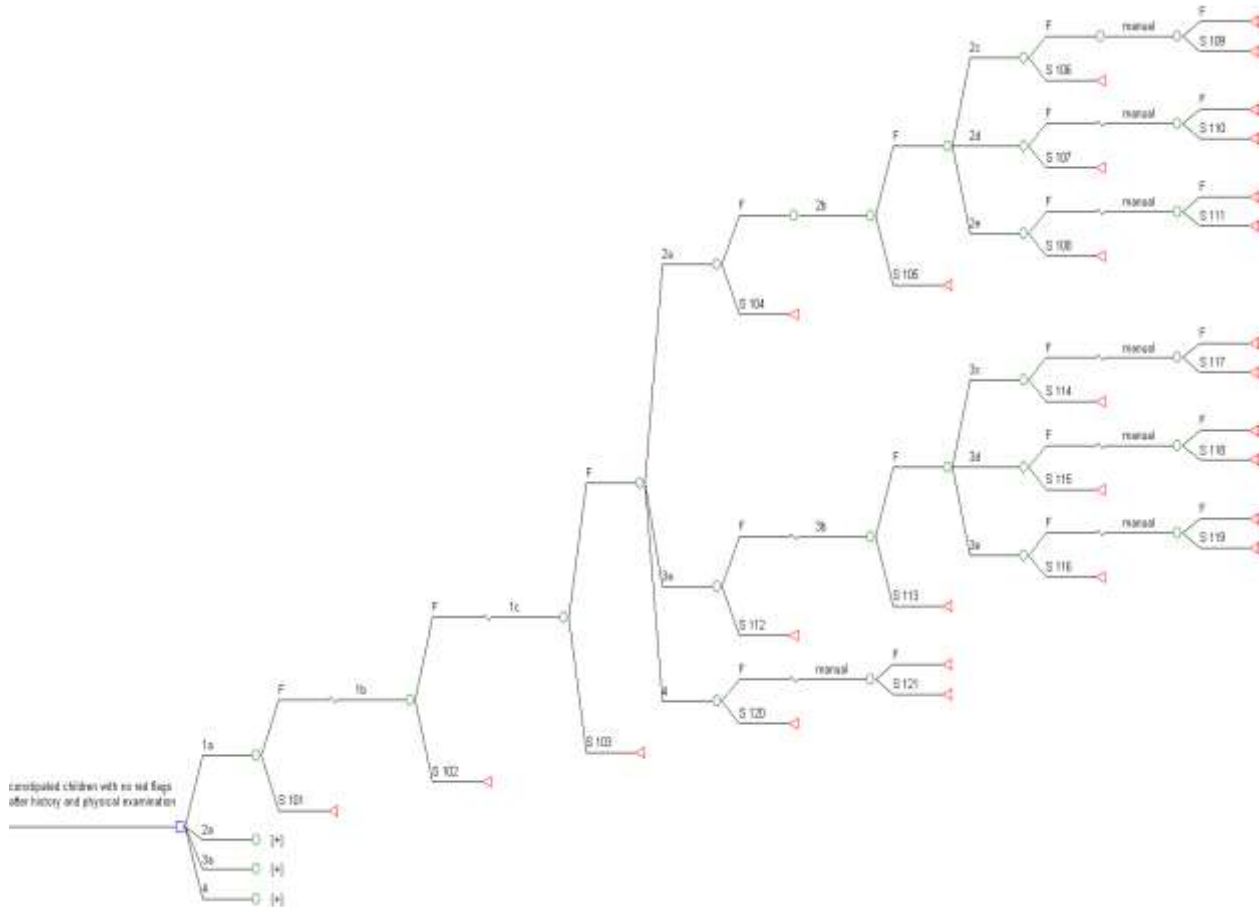 F
manual
F
2c
S 109
S 106
F
F
manual
2d
S 110
F
S 107
F
F
manual
F
2b
2e
S 111
2a
S 108
S 105
S 104
F
F
manual
3c
S 117
S 114
F
F
manual
F
3d
S 118
F
S 115
F
F
3b
F
manual
3e
S 119
S 116
1c
F
S 113
S 112
F
F
manual
F
1b
4
S 121
S 120
1a
S 103
S 102
constipated children with no red flags
after history and physical examination
S 101
2a
[+]
3a
[+]
4
[+]